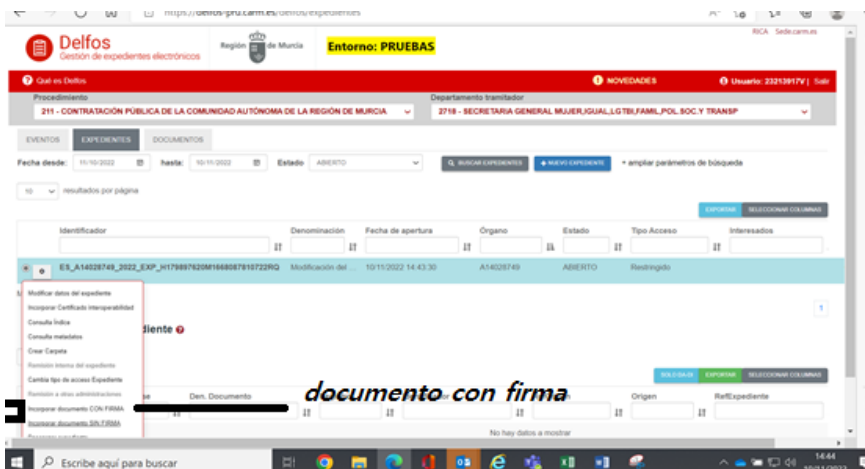 https://delfos-pru.carm.es/delfos/expedientes
RICA Sede.carm.es
Delfos
Gestión de expedientes electrónicos
Región de Murcia
Entorno: PRUEBAS
Qué es Delfos
NOVEDADES
Usuario: 23213917V | Salir
Procedimiento
Departamento tramitador
211 - CONTRATACIÓN PÚBLICA DE LA COMUNIDAD AUTÓNOMA DE LA REGIÓN DE MURCIA
2718 - SECRETARIA GENERAL MUJER,IGUAL,LGTBI,FAMIL,POL.SOC.Y TRANSP
EVENTOS EXPEDIENTES DOCUMENTOS
Fecha desde: 11/10/2022 hasta: 10/11/2022 Estado ABIERTO BUSCAR EXPEDIENTES NUEVO EXPEDIENTE + ampliar parámetros de búsqueda
10 resultados por página
EXPORTAR SELECCIONAR COLUMNAS
Identificador Denominación Fecha de apertura Órgano Estado Tipo Acceso Interesados
ES_A14028749_2022_EXP_H179897620M1668087810722RQ Modificación del ... 10/11/2022 14:43:30 A14028749 ABIERTO Restringido
Modificar datos del expediente
Incorporar Certificado interoperabilidad
1
Consulta Índice
diente
Consulta metadatos
Crear Carpeta
Remisión interna del expediente
Cambia tipo de acceso Expediente
SOLO DA-DI EXPORTAR SELECCIONAR COLUMNAS
Remisión a otras administraciones
documento con firma
Den. Documento Origen RefExpediente
Incorporar documento CON FIRMA
Incorporar documento SIN FIRMA
No hay datos a mostrar
Escribe aquí para buscar
14:44
10/11/2022